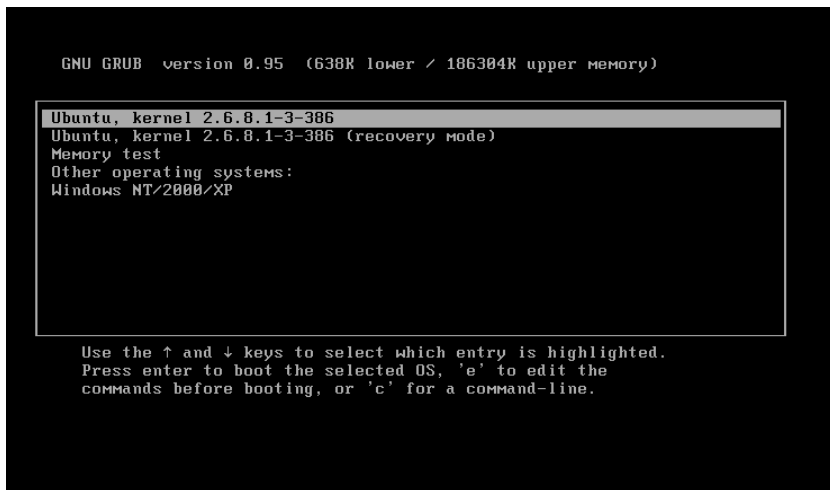 GNU GRUB  version 0.95  (638K lower / 186304K upper memory)
Ubuntu, kernel 2.6.8.1-3-386
Ubuntu, kernel 2.6.8.1-3-386 (recovery mode)
Memory test
Other operating systems:
Windows NT/2000/XP
Use the ↑ and ↓ keys to select which entry is highlighted.
Press enter to boot the selected OS, 'e' to edit the
commands before booting, or 'c' for a command-line.